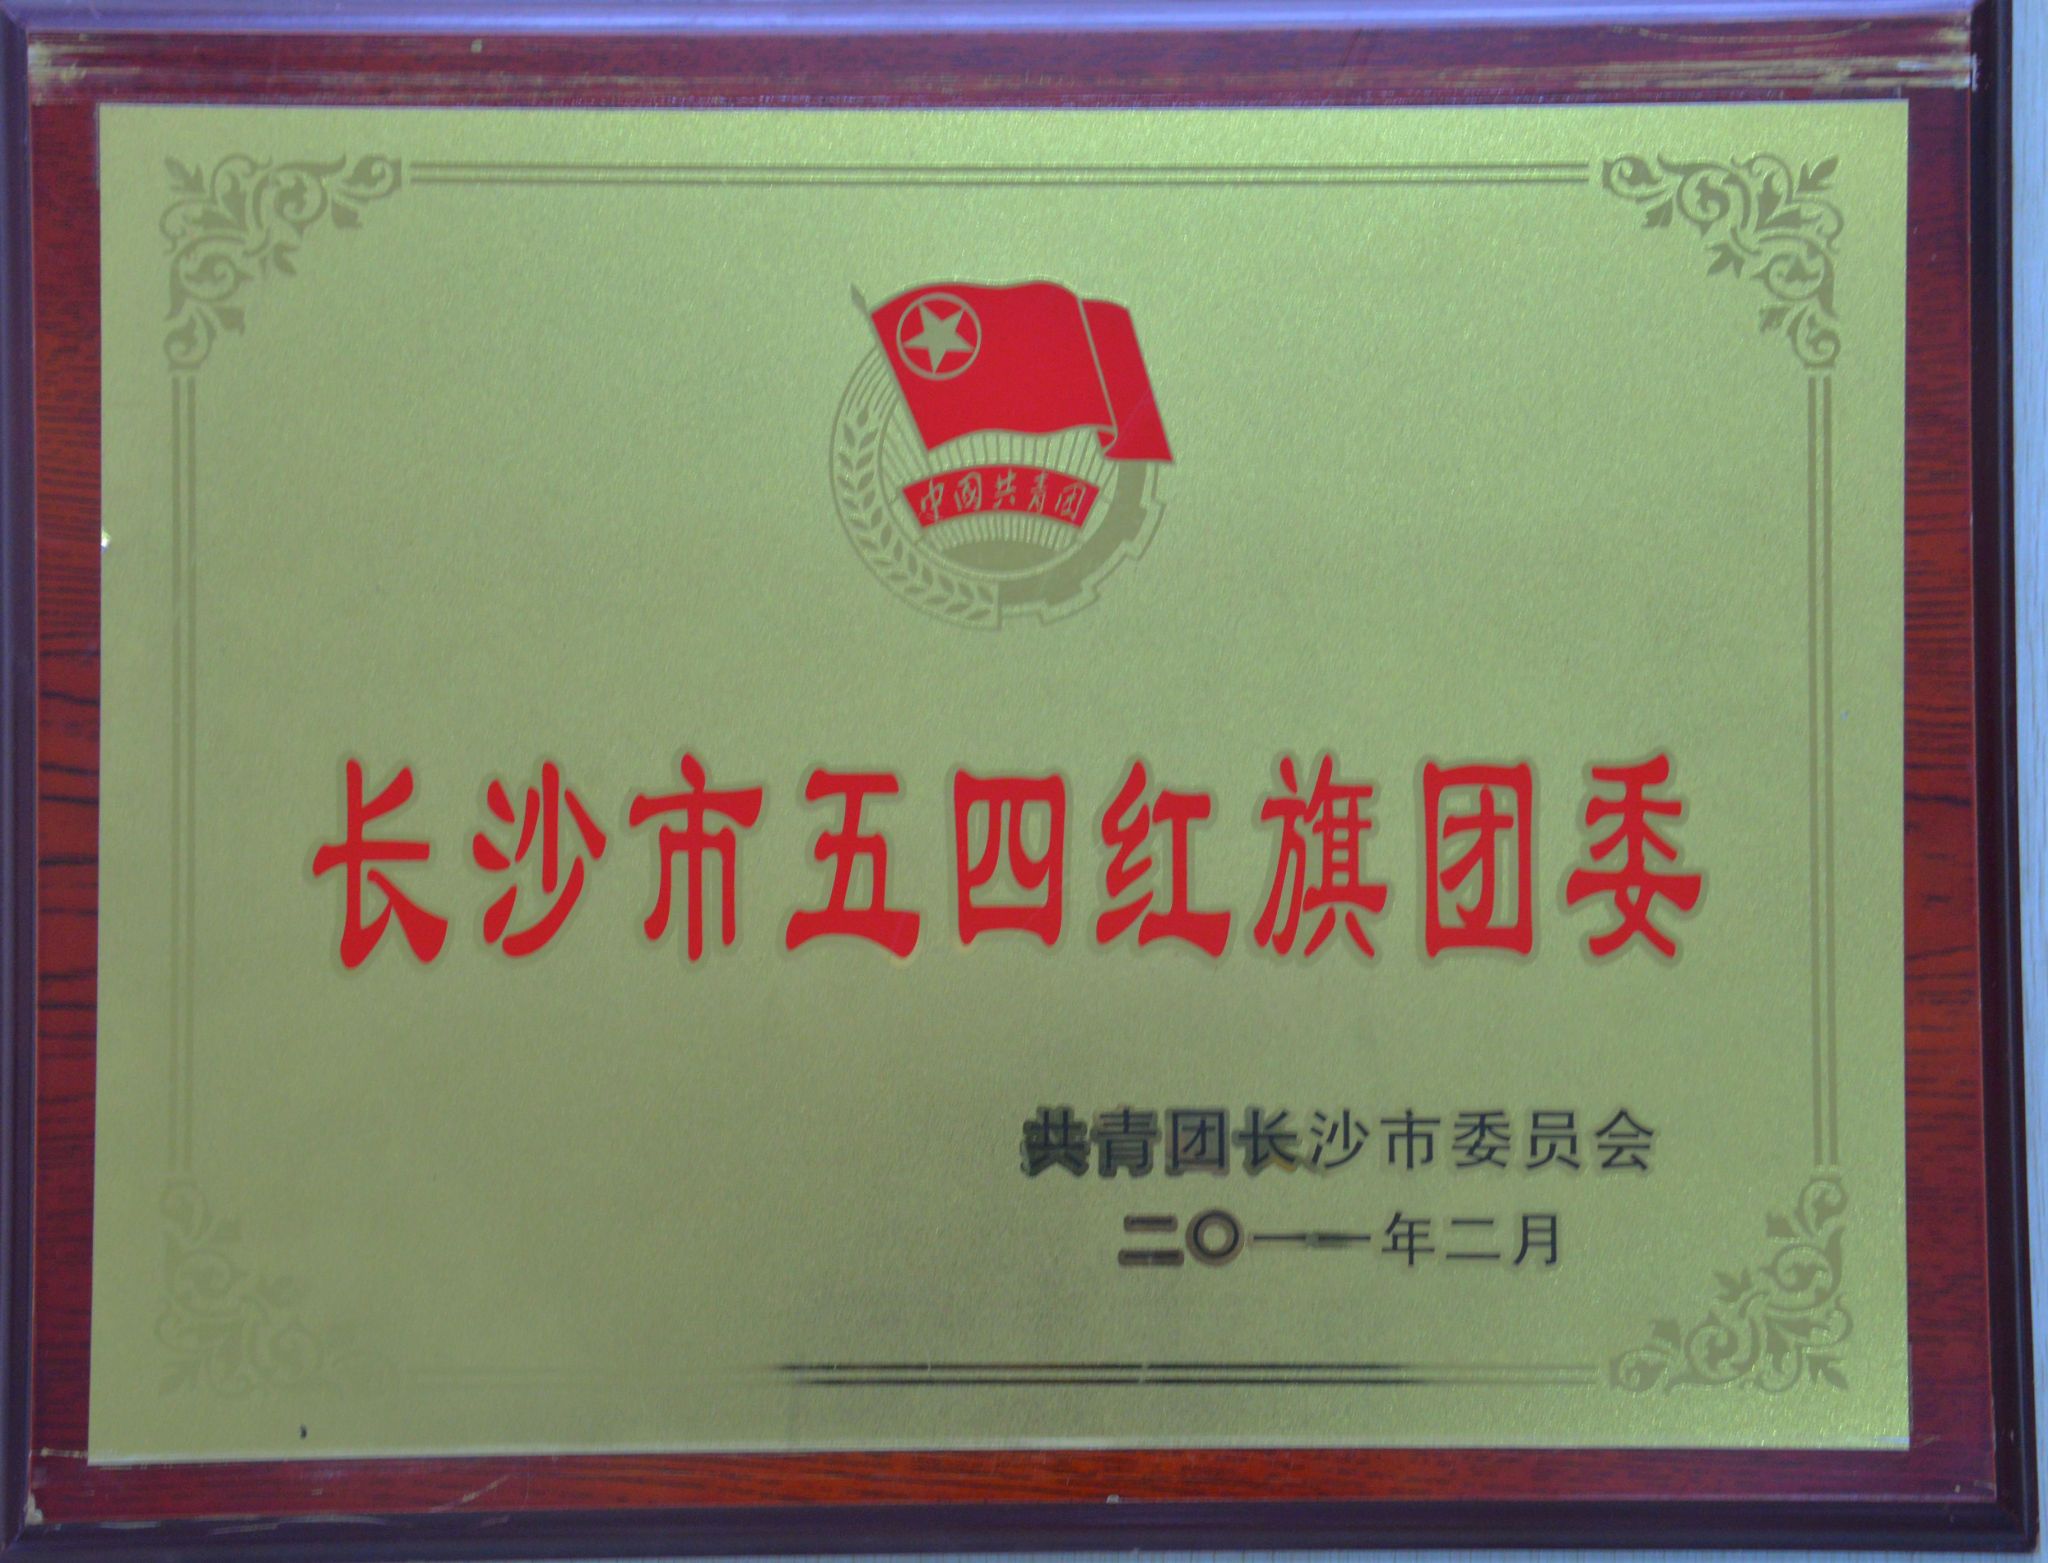 中國共青团
长沙市五四红旗团委
共青团长沙市委员会
二〇一一年二月